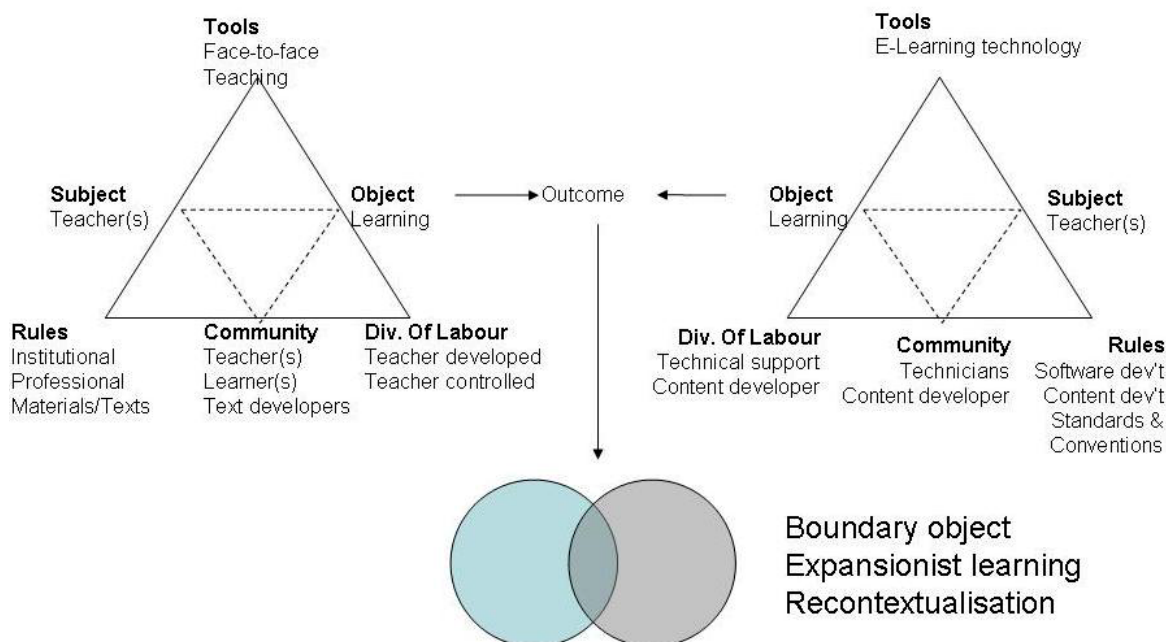 Tools
Face-to-face
Teaching
Tools
E-Learning technology
Subject
Teacher(s)
Object
Learning
Outcome
Object
Learning
Subject
Teacher(s)
Rules
Institutional
Professional
Materials/Texts
Community
Teacher(s)
Learner(s)
Text developers
Div. Of Labour
Teacher developed
Teacher controlled
Div. Of Labour
Technical support
Content developer
Community
Technicians
Content developer
Rules
Software dev't
Content dev't
Standards &
Conventions
Boundary object
Expansionist learning
Recontextualisation